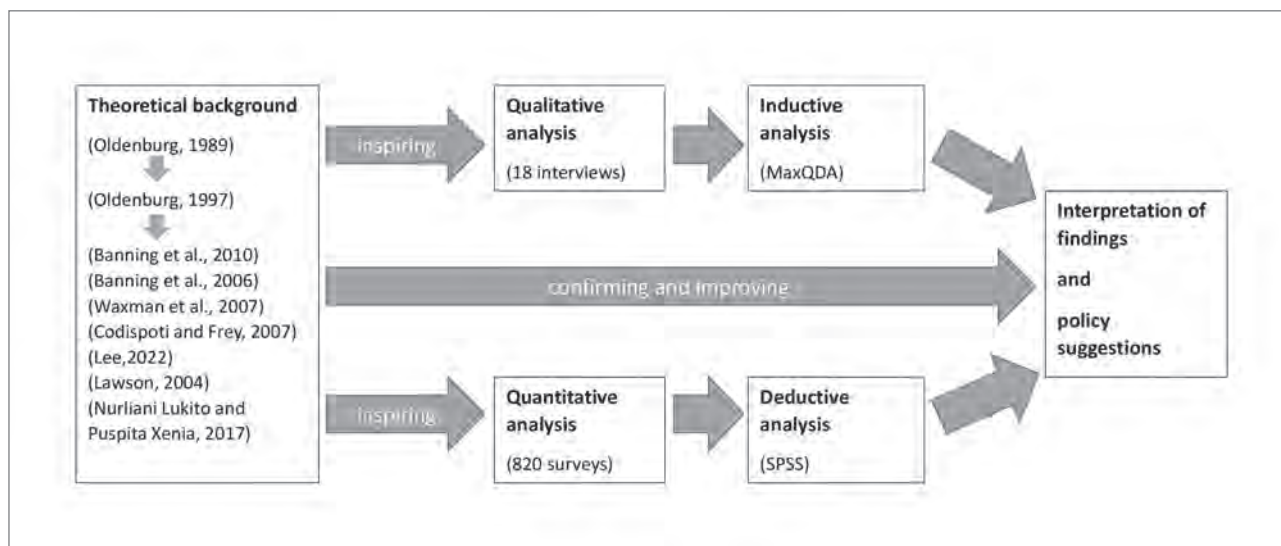 Theoretical background
(Oldenburg, 1989)
(Oldenburg, 1997)
(Banning et al., 2010)
(Banning et al., 2006)
(Waxman et al., 2007)
(Codispoti and Frey, 2007)
(Lee,2022)
(Lawson, 2004)
(Nurliani Lukito and
Puspita Xenia, 2017)
inspiring
Qualitative
analysis
(18 interviews)
Inductive
analysis
(MaxQDA)
confirming and Improving
inspiring
Quantitative
analysis
(820 surveys)
Deductive
analysis
(SPSS)
Interpretation of
findings
and
policy
suggestions